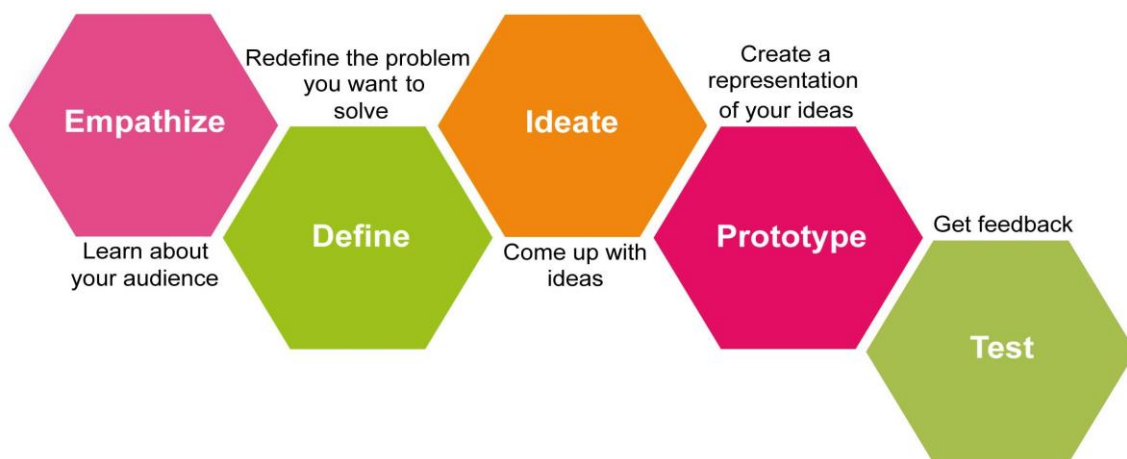 Empathize
Learn about
your audience
Redefine the problem
you want to
solve
Define
Ideate
Come up with
ideas
Create a
representation
of your ideas
Prototype
Get feedback
Test